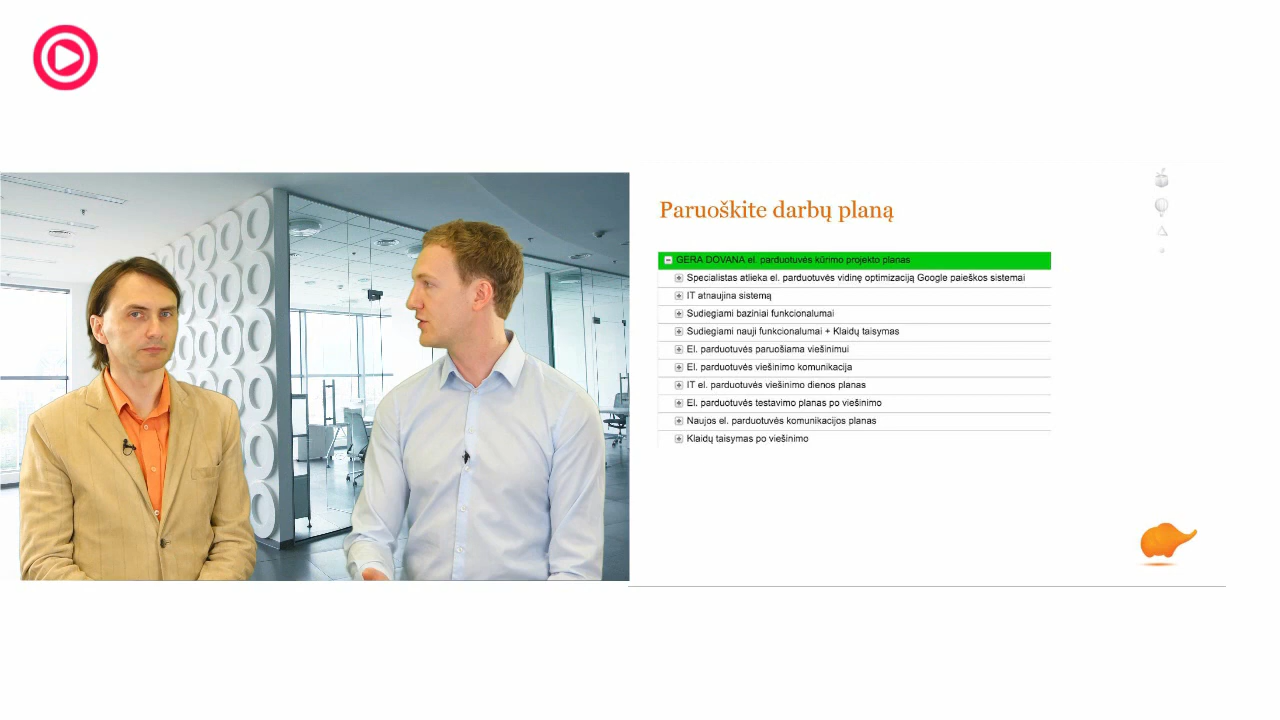 Paruoškite darbų planą
GERA DOVANA el. parduotuvės kūrimo projekto planas
Specialistas atlieka el. parduotuvės vidinę optimizaciją Google paieškos sistemai
IT atnaujina sistemą
Sudiegiami baziniai funkcionalumai
Sudiegiami nauji funkcionalumai + Klaidų taisymas
El. parduotuvės paruošiama viešinimui
El. parduotuvės viešinimo komunikacija
IT el. parduotuvės viešinimo dienos planas
El. parduotuvės testavimo planas po viešinimo
Naujos el. parduotuvės komunikacijos planas
Klaidų taisymas po viešinimo